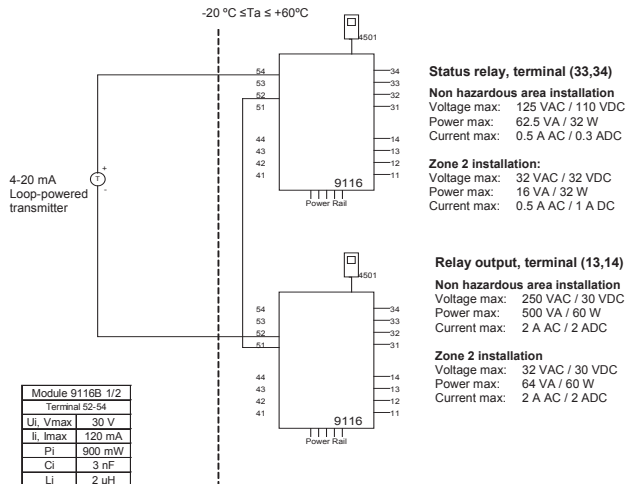 -20 ºC ≤Ta ≤ +60ºC
4501
54
53
52
51
44
43
42
41
34
33
32
31
14
13
12
11
9116
Power Rail
4-20 mA
Loop-powered
transmitter
+
T
-
Status relay, terminal (33,34)
Non hazardous area installation
Voltage max: 125 VAC / 110 VDC
Power max: 62.5 VA / 32 W
Current max: 0.5 A AC / 0.3 ADC
Zone 2 installation:
Voltage max: 32 VAC / 32 VDC
Power max: 16 VA / 32 W
Current max: 0.5 A AC / 1 A DC
4501
54
53
52
51
44
43
42
41
34
33
32
31
14
13
12
11
9116
Power Rail
Relay output, terminal (13,14)
Non hazardous area installation
Voltage max: 250 VAC / 30 VDC
Power max: 500 VA / 60 W
Current max: 2 A AC / 2 ADC
Zone 2 installation
Voltage max: 32 VAC / 30 VDC
Power max: 64 VA / 60 W
Current max: 2 A AC / 2 ADC
Module 9116B 1/2
Terminal 52-54
Ui, Vmax 30 V
Ii, Imax 120 mA
Pi 900 mW
Ci 3 nF
Li 2 uH